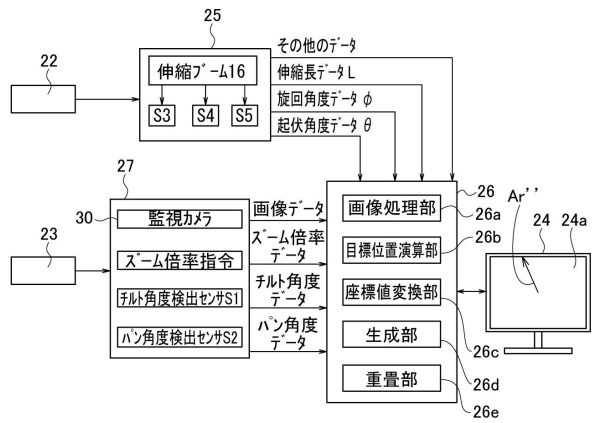 25
その他のデータ
22
伸縮ブーム16
伸縮長データL
旋回角度データφ
S3
S4
S5
起伏角度データθ
27
26
30
監視カメラ
画像データ
画像処理部
26a
Ar''
24
24a
23
ズーム倍率指令
ズーム倍率
データ
目標位置演算部
26b
チルト角度検出センサS1
チルト角度
データ
座標値変換部
26c
パン角度検出センサS2
パン角度
データ
生成部
26d
重畳部
26e